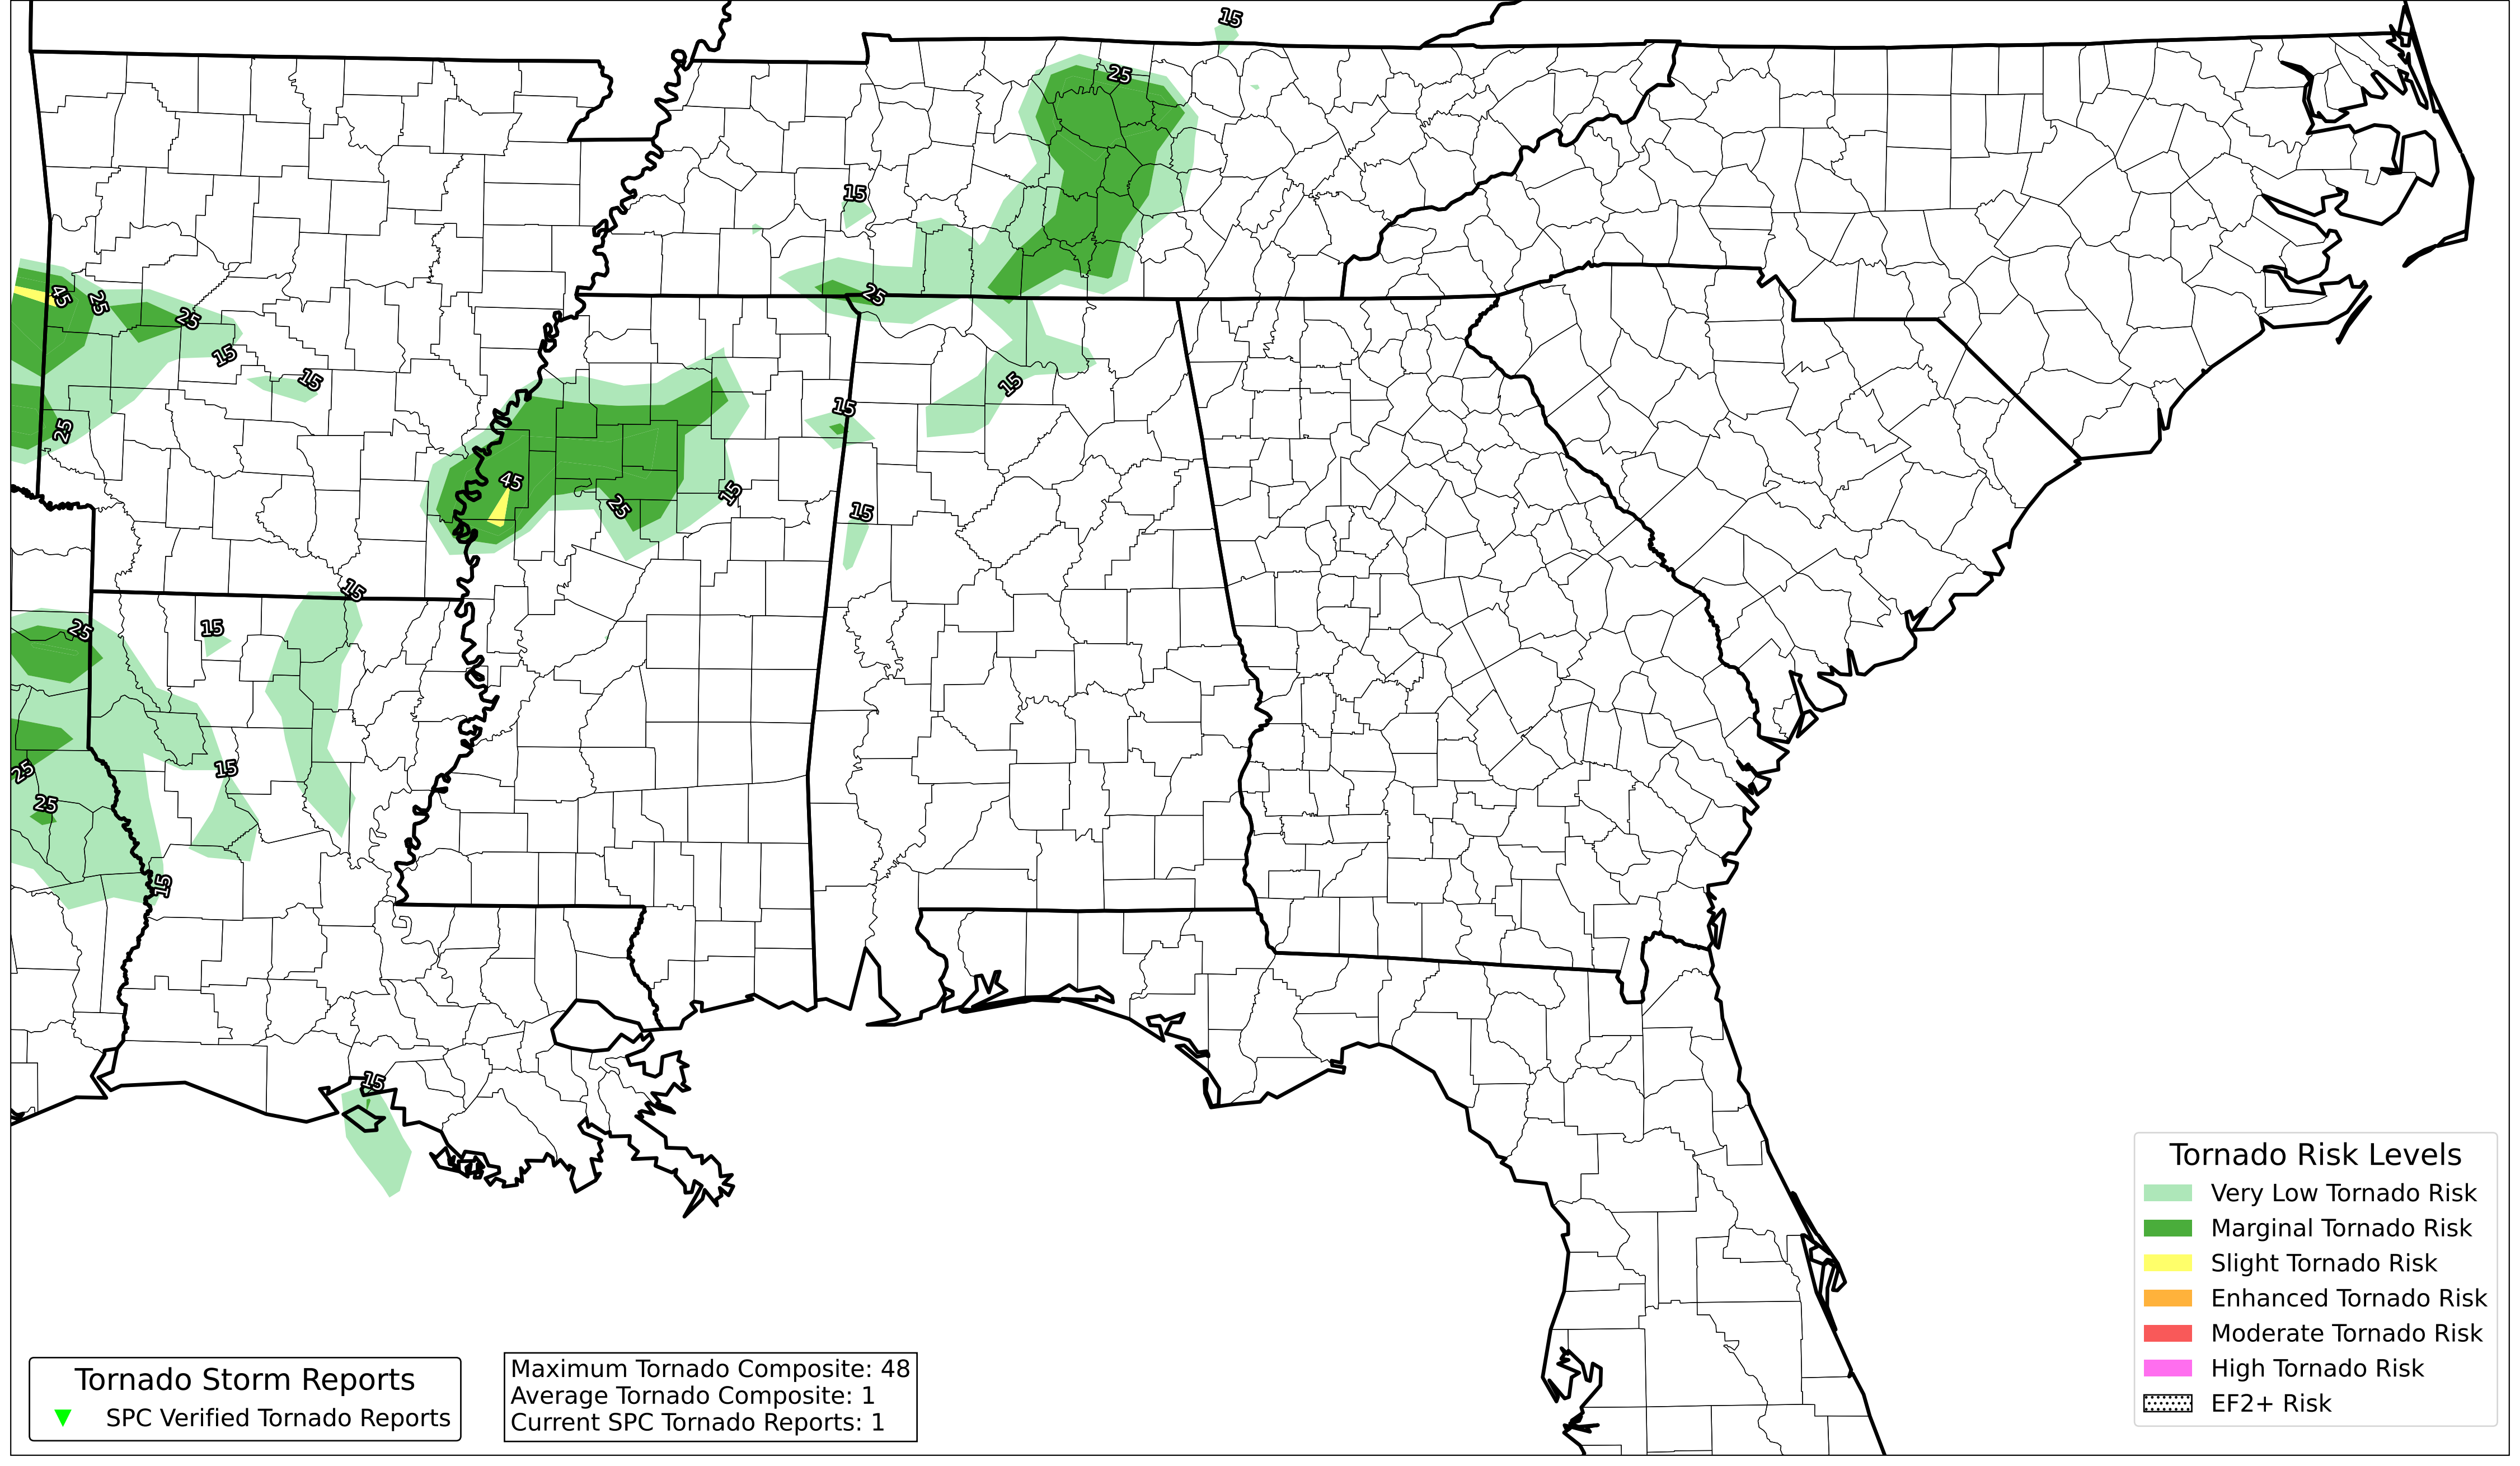 15
25
15
25
45
25
25
15
15
15
15
45
25
25
15
15
15
25
15
15
25
25
15
15
Tornado Risk Levels
Very Low Tornado Risk
Marginal Tornado Risk
Slight Tornado Risk
Enhanced Tornado Risk
Moderate Tornado Risk
High Tornado Risk
EF2+ Risk
Tornado Storm Reports
SPC Verified Tornado Reports
Maximum Tornado Composite: 48
Average Tornado Composite: 1
Current SPC Tornado Reports: 1